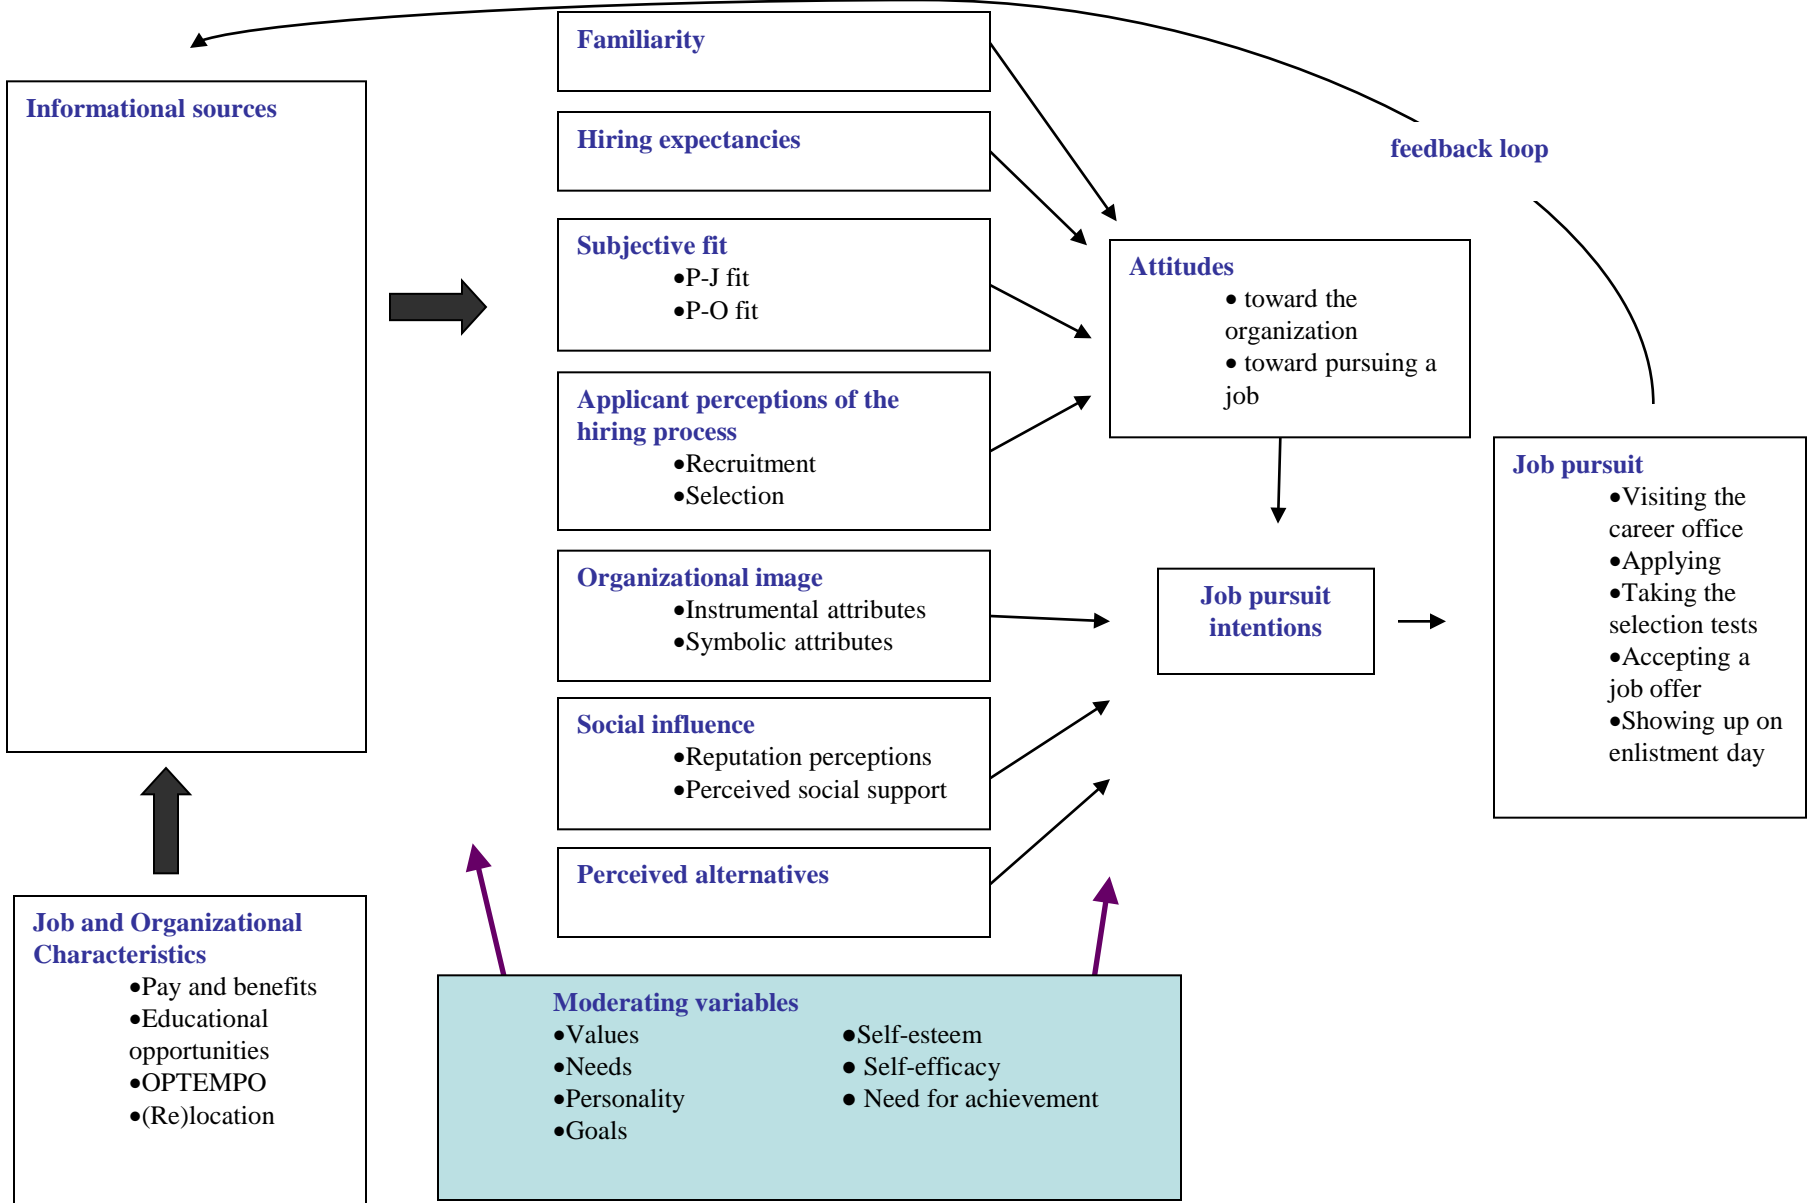 Informational sources
Job and Organizational
Characteristics
•Pay and benefits
•Educational
opportunities
•OPTEMPO
•(Re)location
Familiarity
Hiring expectancies
Subjective fit
•P-J fit
•P-O fit
Applicant perceptions of the
hiring process
•Recruitment
•Selection
Organizational image
•Instrumental attributes
•Symbolic attributes
Social influence
•Reputation perceptions
•Perceived social support
Perceived alternatives
Moderating variables
•Values
•Needs
•Personality
•Goals
●Self-esteem
● Self-efficacy
● Need for achievement
feedback loop
Attitudes
• toward the
organization
• toward pursuing a
job
Job pursuit
intentions
Job pursuit
•Visiting the
career office
•Applying
•Taking the
selection tests
•Accepting a
job offer
•Showing up on
enlistment day